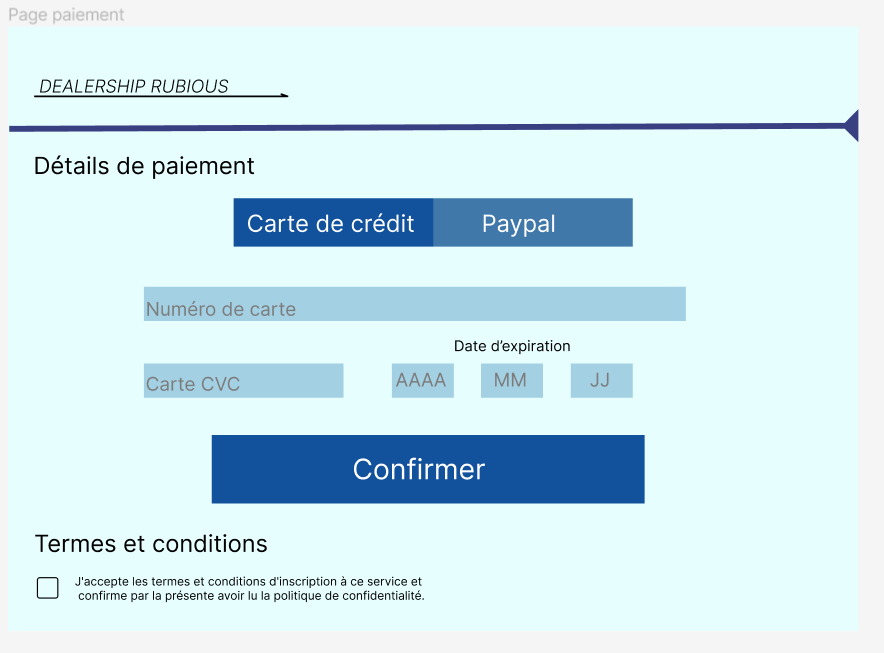 Page paiement
DEALERSHIP RUBIOUS
Détails de paiement
Carte de crédit Paypal
Numéro de carte
Date d’expiration
Carte CVC AAAA MM JJ
Confirmer
Termes et conditions
J'accepte les termes et conditions d'inscription à ce service et
confirme par la présente avoir lu la politique de confidentialité.